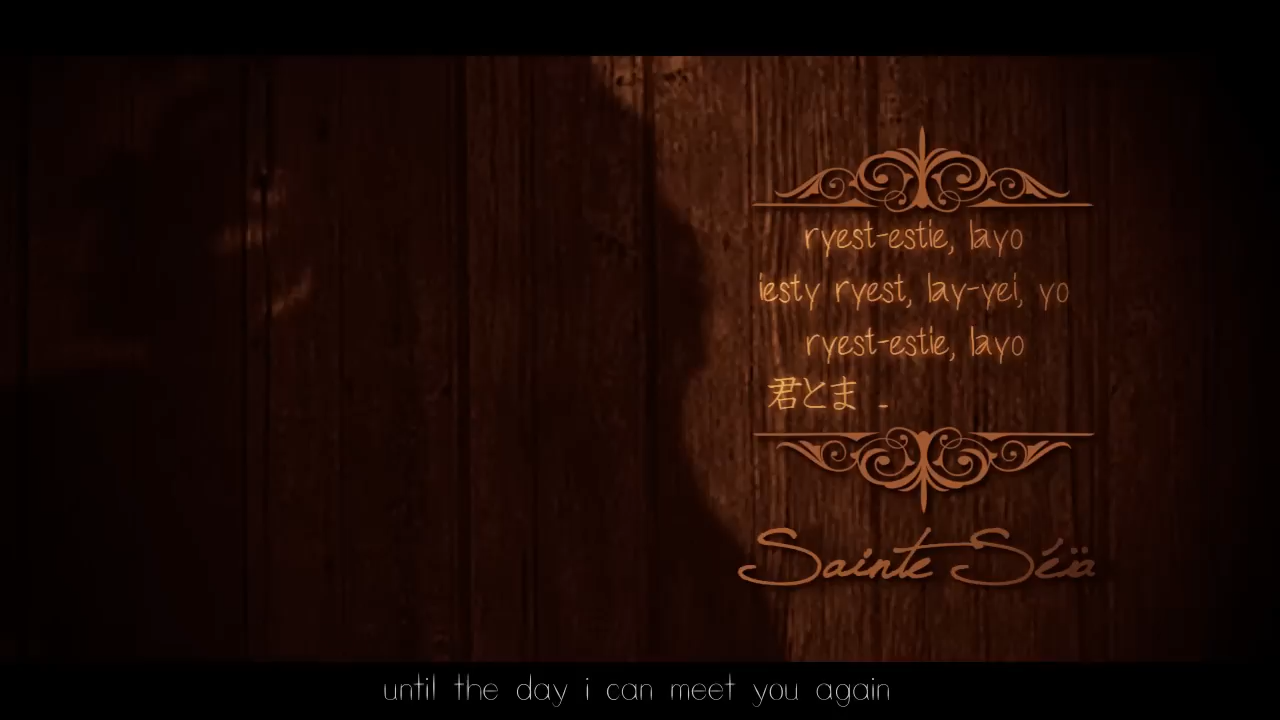 ryest-estie, layo
iesty ryest, lay-yei, yo
ryest-estie, layo
君とま _
Sainte Séïa
until the day i can meet you again